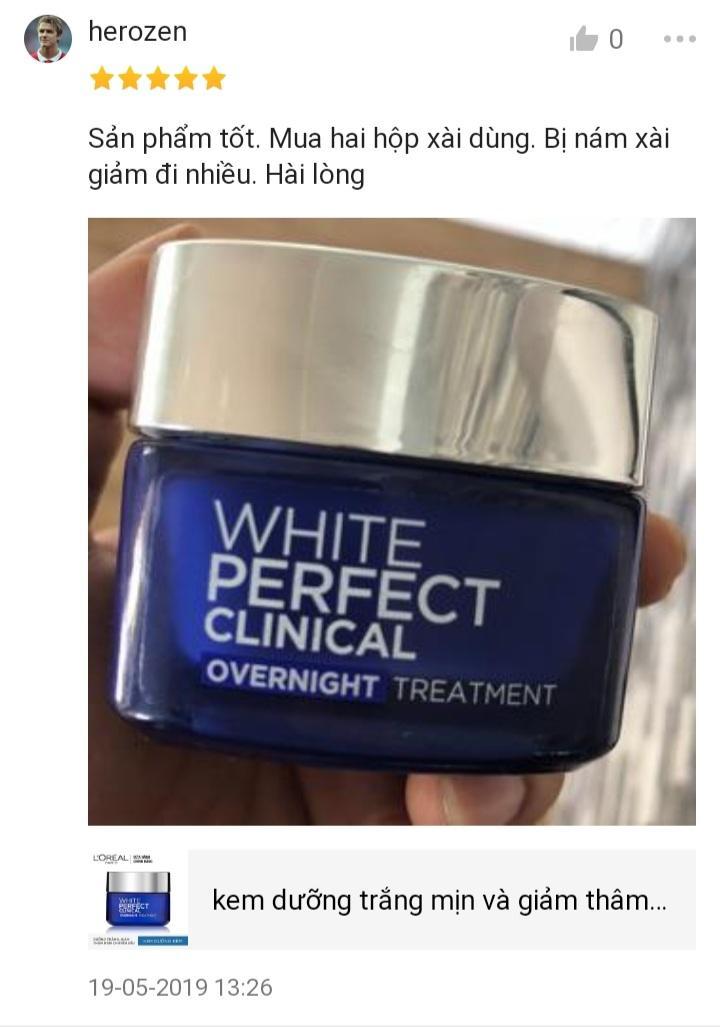 herozen
0
Sản phẩm tốt. Mua hai hộp xài dùng. Bị nám xài
giảm đi nhiều. Hài lòng
WHITE
PERFECT
CLINICAL
OVERNIGHT TREATMENT
L'ORÉAL
WHITE
PERFECT
CLINICAL
kem dưỡng trắng mịn và giảm thâm...
19-05-2019 13:26